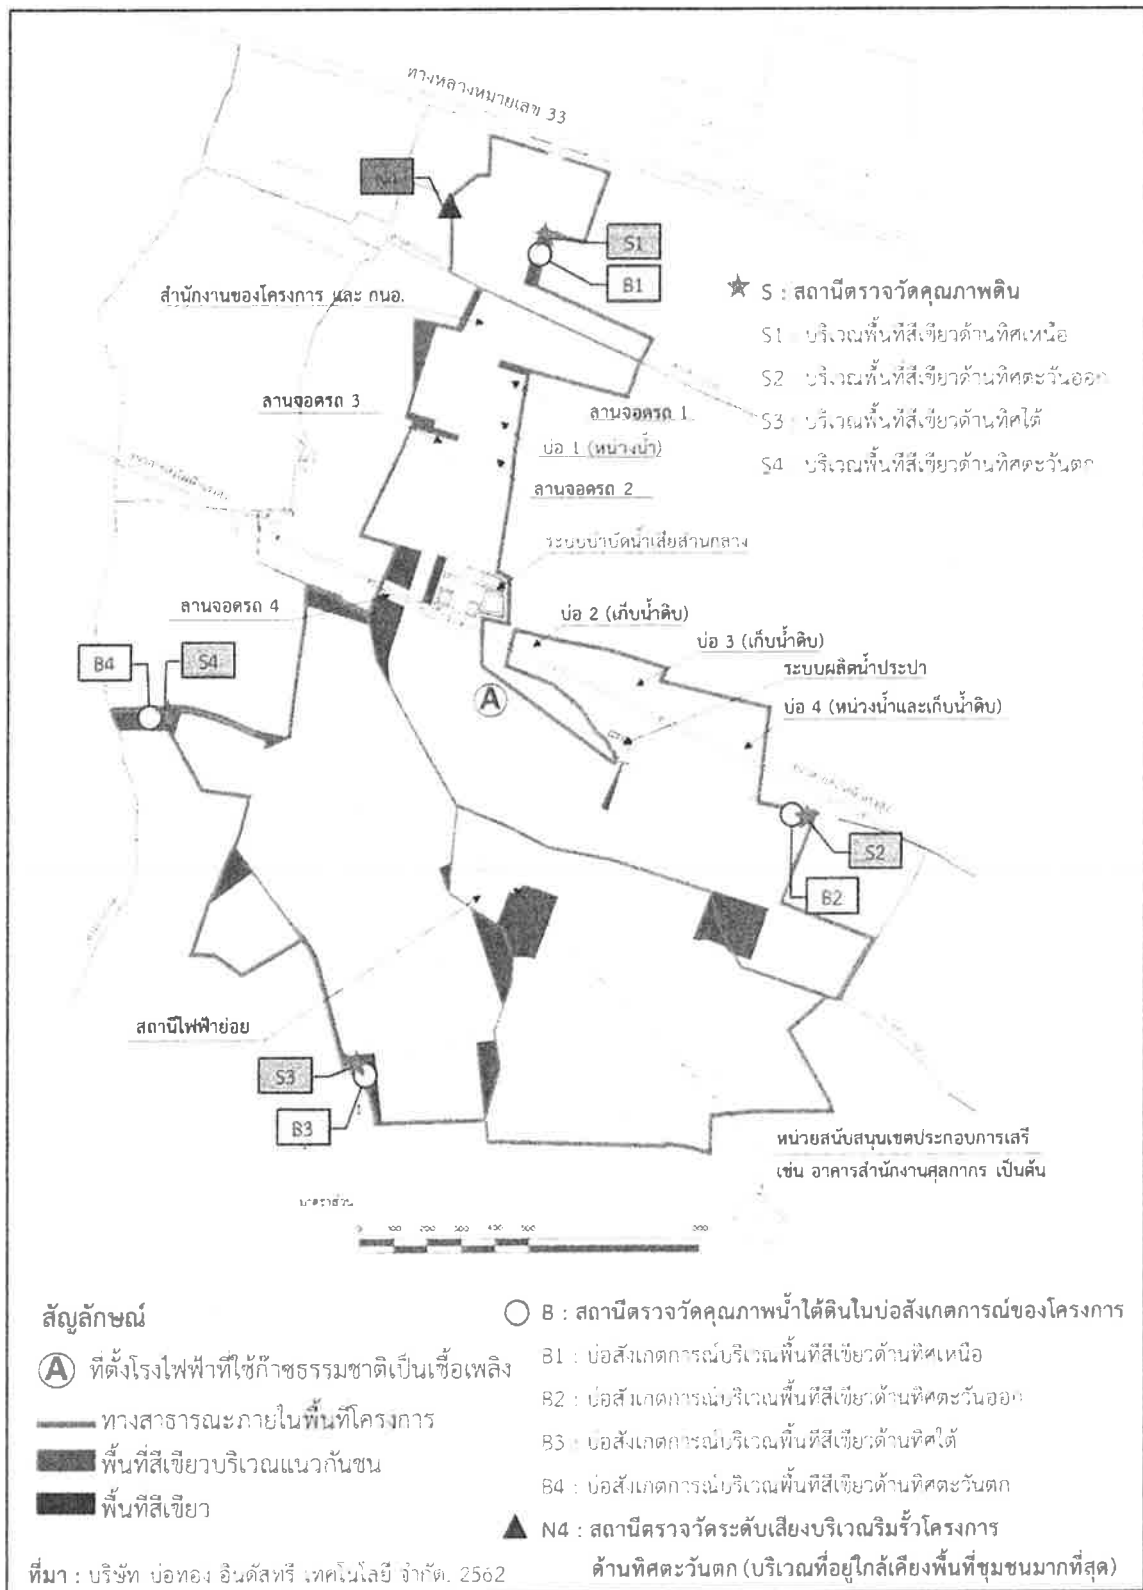 ทางหลวงหมายเลข 33
N4
S1
B1
สำนักงานของโครงการ และ กนอ.
★ S : สถานีตรวจวัดคุณภาพดิน
S1 : บริเวณพื้นที่สีเขียวด้านทิศเหนือ
S2 บริเวณพื้นที่สีเขียวด้านทิศตะวันออก
S3 : บริเวณพื้นที่สีเขียวด้านทิศใต้
S4 บริเวณพื้นที่สีเขียวด้านทิศตะวันตก
ลานจอดรถ 3
ลานจอดรถ 1
บ่อ 1 (หน่วงน้ำ)
ลานจอดรถ 2
ระบบบำบัดน้ำเสียส่วนกลาง
ลานจอดรถ 4
บ่อ 2 (เก็บน้ำดิบ)
บ่อ 3 (เก็บน้ำดิบ)
ระบบผลิตน้ำประปา
บ่อ 4 (หน่วงน้ำและเก็บน้ำดิบ)
B4
S4
A
S2
B2
สถานีไฟฟ้าย่อย
S3
B3
หน่วยสนับสนุนเขตประกอบการเสรี
เช่น อาคารสำนักงานศุลกากร เป็นต้น
มาตราส่วน
0 100 200 300 400 500
สัญลักษณ์
A ที่ตั้งโรงไฟฟ้าที่ใช้ก๊าซธรรมชาติเป็นเชื้อเพลิง
ทางสาธารณะภายในพื้นที่โครงการ
พื้นที่สีเขียวบริเวณแนวกันชน
พื้นที่สีเขียว
B : สถานีตรวจวัดคุณภาพน้ำใต้ดินในบ่อสังเกตการณ์ของโครงการ
B1 : บ่อสังเกตการณ์บริเวณพื้นที่สีเขียวด้านทิศเหนือ
B2 : บ่อสังเกตการณ์บริเวณพื้นที่สีเขียวด้านทิศตะวันออก
B3 : บ่อสังเกตการณ์บริเวณพื้นที่สีเขียวด้านทิศใต้
B4 : บ่อสังเกตการณ์บริเวณพื้นที่สีเขียวด้านทิศตะวันตก
▲ N4 : สถานีตรวจวัดระดับเสียงบริเวณริมรั้วโครงการ
ด้านทิศตะวันตก (บริเวณที่อยู่ใกล้เคียงพื้นที่ชุมชนมากที่สุด)
ที่มา : บริษัท บ่อทอง อินดัสทรี เทคโนโลยี จำกัด, 2562